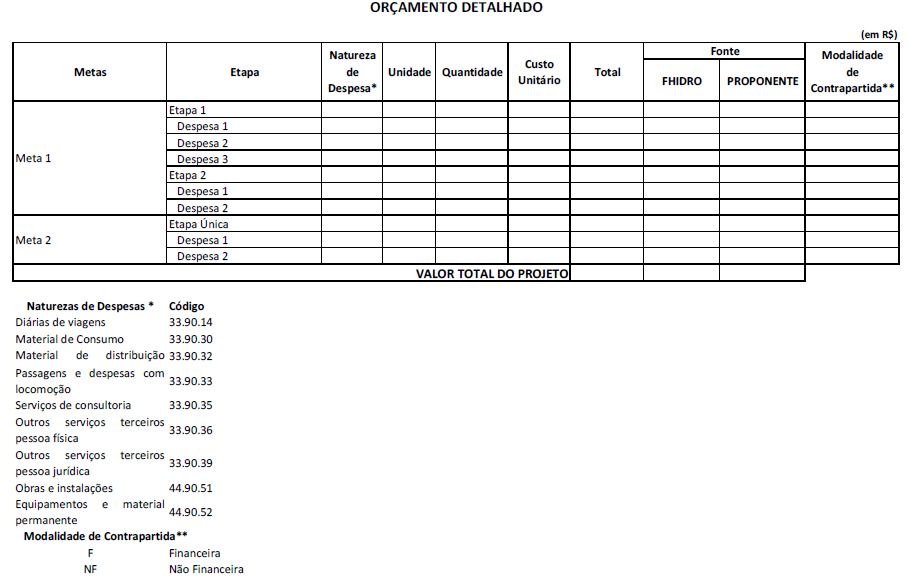 ORÇAMENTO DETALHADO
(em R$)
Metas Etapa Natureza de Despesa* Unidade Quantidade Custo Unitário Total Fonte Modalidade de Contrapartida**
FHIDRO PROPONENTE
Meta 1
Etapa 1
Despesa 1
Despesa 2
Despesa 3
Etapa 2
Despesa 1
Despesa 2
Meta 2
Etapa Única
Despesa 1
Despesa 2
VALOR TOTAL DO PROJETO
Naturezas de Despesas * Código
Diárias de viagens 33.90.14
Material de Consumo 33.90.30
Material de distribuição 33.90.32
Passagens e despesas com
locomoção 33.90.33
Serviços de consultoria 33.90.35
Outros serviços terceiros
pessoa física 33.90.36
Outros serviços terceiros
pessoa jurídica 33.90.39
Obras e instalações 44.90.51
Equipamentos e material
permanente 44.90.52
Modalidade de Contrapartida**
F Financeira
NF Não Financeira